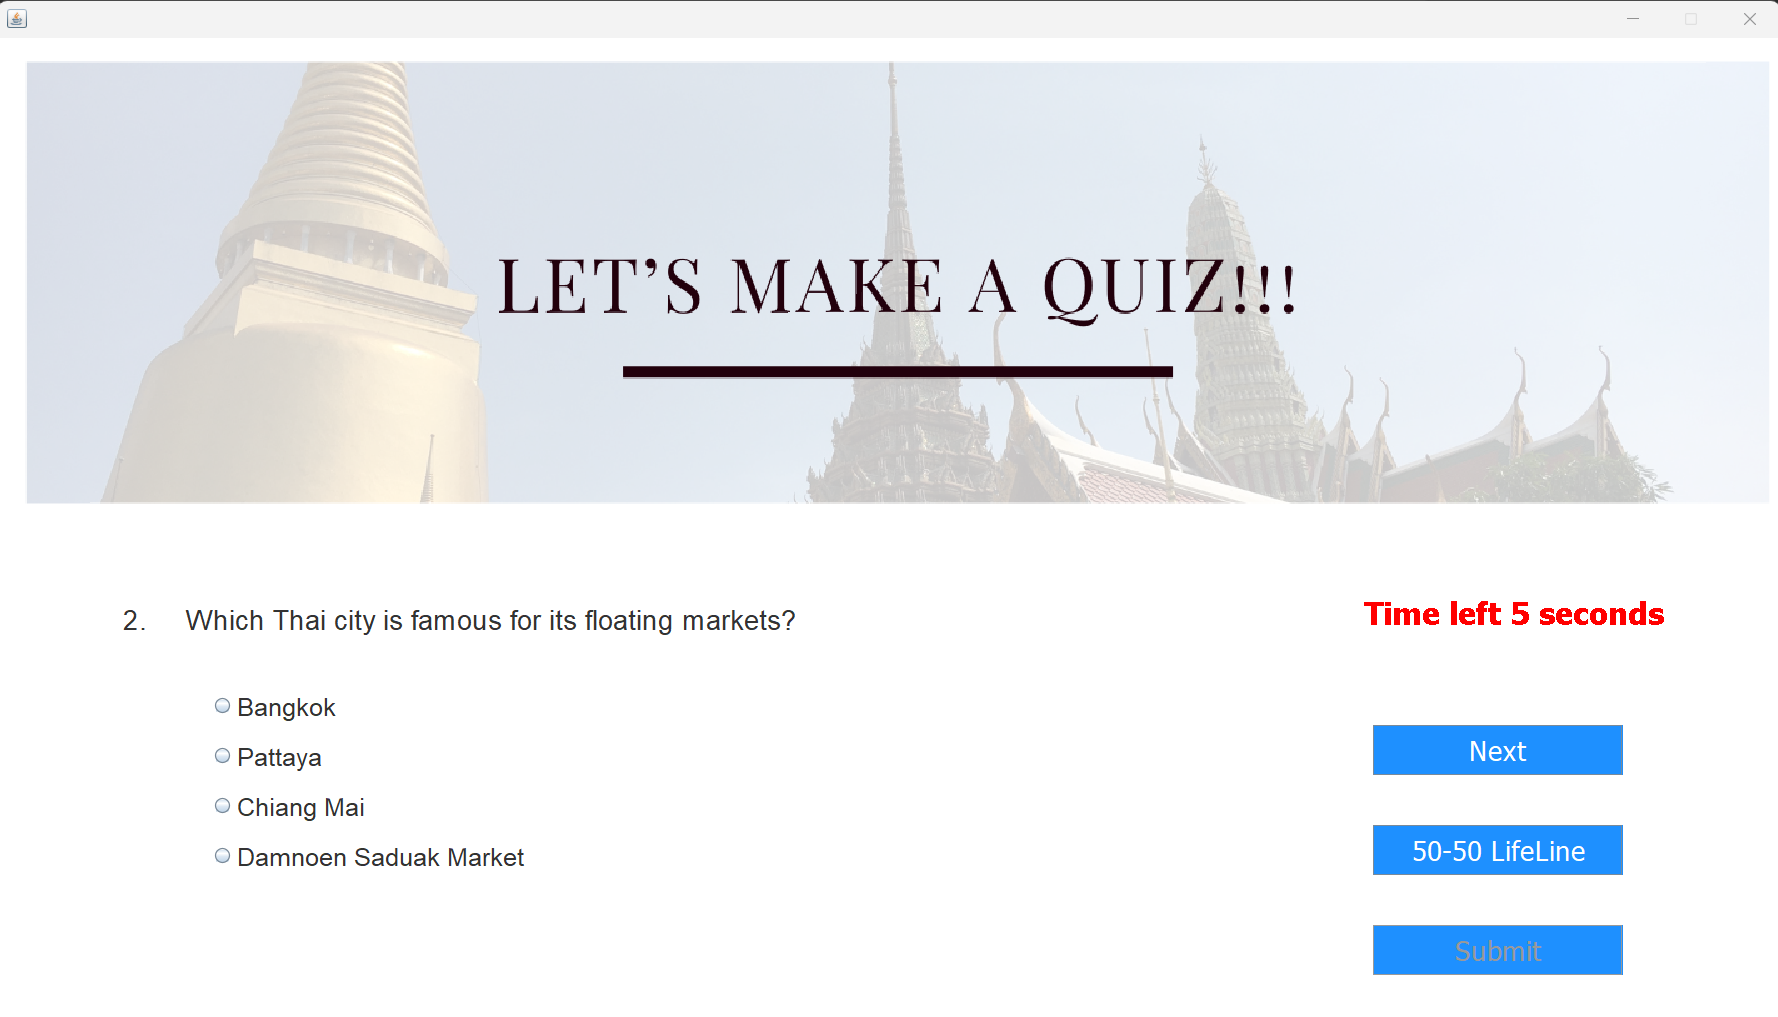 LET’S MAKE A QUIZ!!!
2. Which Thai city is famous for its floating markets?
Time left 5 seconds
Bangkok
Pattaya
Chiang Mai
Damnoen Saduak Market
Next
50-50 LifeLine
Submit